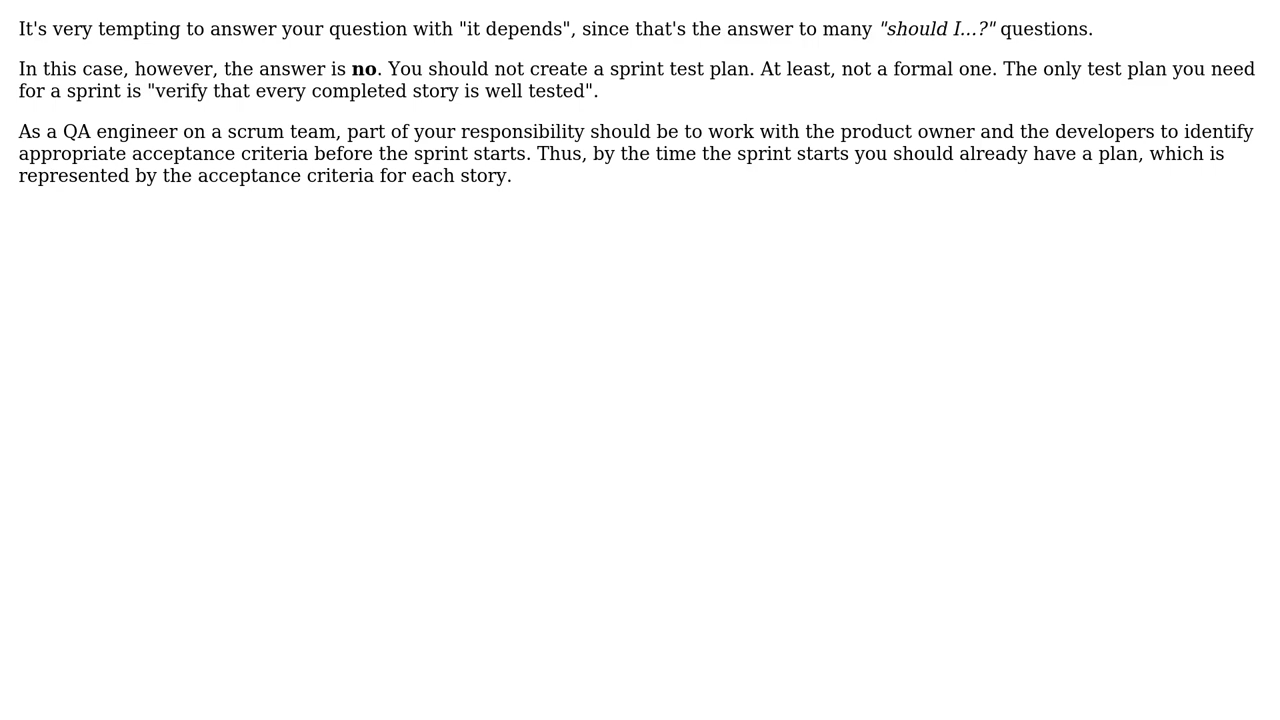 It's very tempting to answer your question with "it depends", since that's the answer to many "should I...?" questions.
In this case, however, the answer is no. You should not create a sprint test plan. At least, not a formal one. The only test plan you need
for a sprint is "verify that every completed story is well tested".
As a QA engineer on a scrum team, part of your responsibility should be to work with the product owner and the developers to identify
appropriate acceptance criteria before the sprint starts. Thus, by the time the sprint starts you should already have a plan, which is
represented by the acceptance criteria for each story.